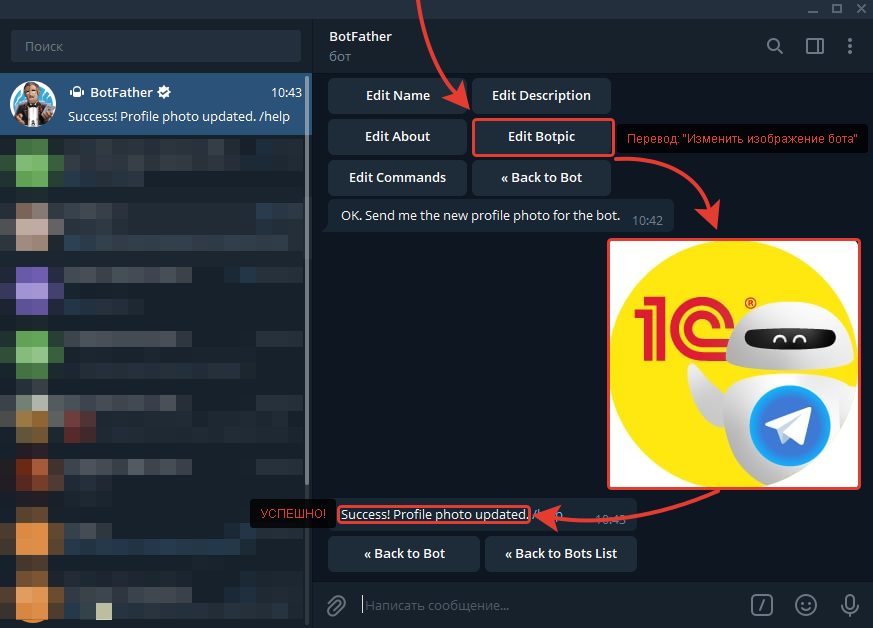 Поиск
BotFather
10:43
Success! Profile photo updated. /help
BotFather
бот
Edit Name
Edit Description
Edit About
Edit Botpic
Перевод: "Изменить изображение бота"
Edit Commands
« Back to Bot
OK. Send me the new profile photo for the bot.
10:42
1С®
УСПЕШНО!
Success! Profile photo updated. /help
10:43
« Back to Bot
« Back to Bots List
Написать сообщение...